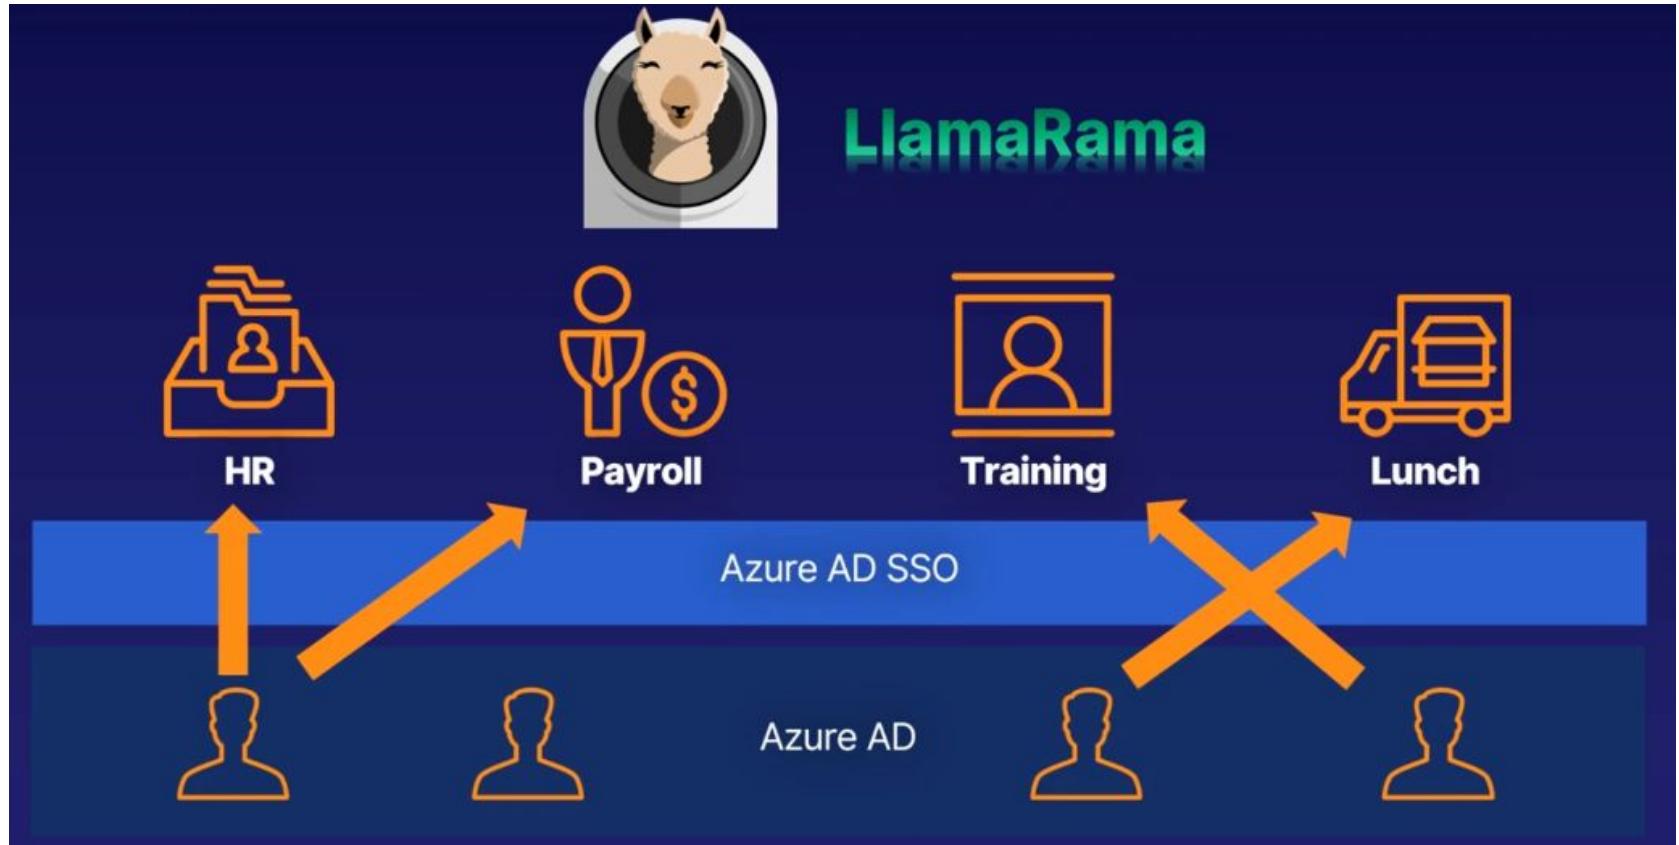 LlamaRama
HR
Payroll
Training
Lunch
Azure AD SSO
Azure AD